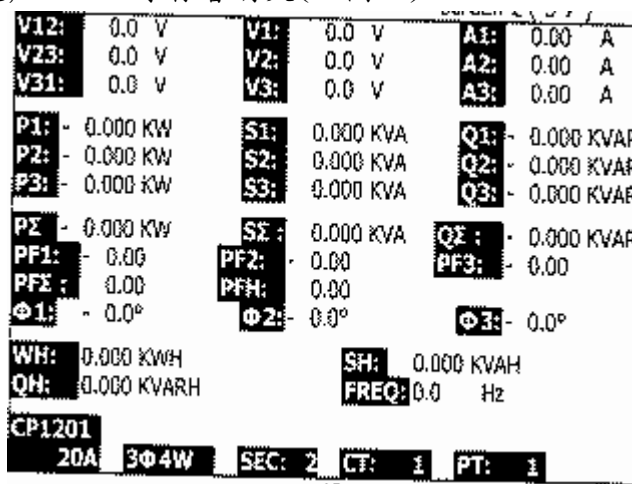 V12: 0.0 V V1: 0.0 V A1: 0.00 A
V23: 0.0 V V2: 0.0 V A2: 0.00 A
V31: 0.0 V V3: 0.0 V A3: 0.00 A
P1: - 0.000 KW S1: 0.000 KVA Q1: - 0.000 KVAR
P2: - 0.000 KW S2: 0.000 KVA Q2: - 0.000 KVAR
P3: - 0.000 KW S3: 0.000 KVA Q3: - 0.000 KVAR
PΣ - 0.000 KW SΣ : 0.000 KVA QΣ : - 0.000 KVAR
PF1: - 0.00 PF2: - 0.00 PF3: - 0.00
PFΣ : 0.00 PFH: 0.00
Φ1: - 0.0° Φ2: - 0.0° Φ3: - 0.0°
WH: 0.000 KWH SH: 0.000 KVAH
QH: 0.000 KVARH FREQ: 0.0 Hz
CP1201
20A 3Φ4W SEC: 2 CT: 1 PT: 1